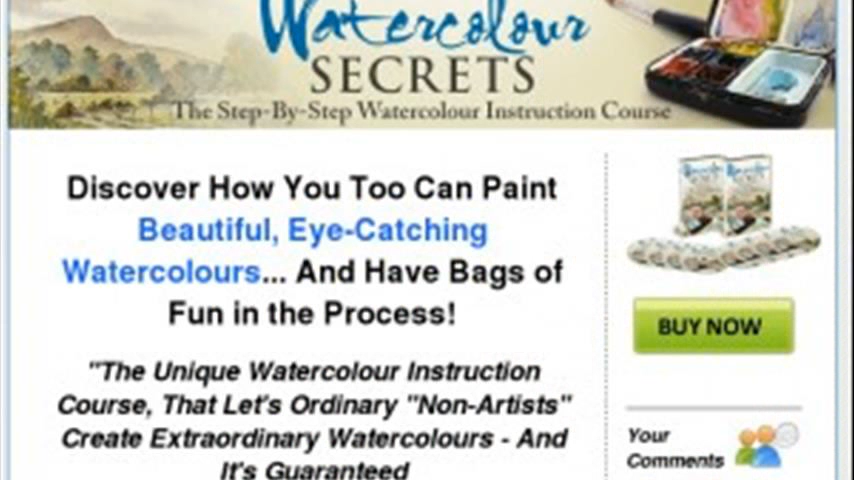 Watercolour
SECRETS
The Step-By-Step Watercolour Instruction Course
Discover How You Too Can Paint
Beautiful, Eye-Catching
Watercolours... And Have Bags of
Fun in the Process!
"The Unique Watercolour Instruction
Course, That Let's Ordinary "Non-Artists"
Create Extraordinary Watercolours - And
It's Guaranteed
BUY NOW
Your
Comments